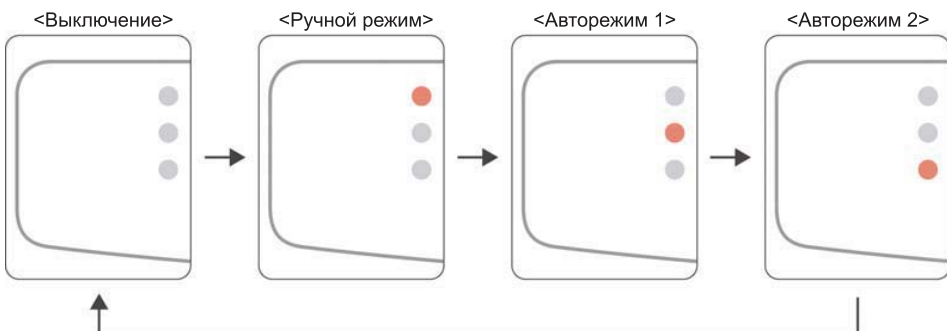 <Выключение>
<Ручной режим>
<Авторежим 1>
<Авторежим 2>